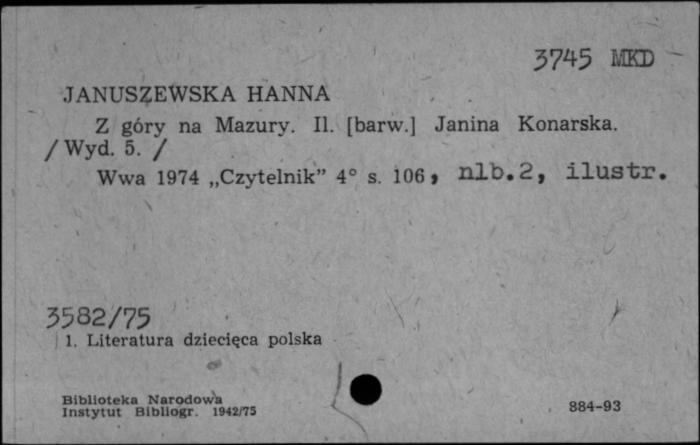 3745 MKD
JANUSZEWSKA HANNA
Z góry na Mazury. Il. [barw.] Janina Konarska.
/Wyd. 5. /
Wwa 1974 „Czytelnik” 4° s. 106, nlb.2, ilustr.
3582/75
1. Literatura dziecięca polska
Biblioteka Narodowa
Instytut Bibliogr. 1942/75
884-93